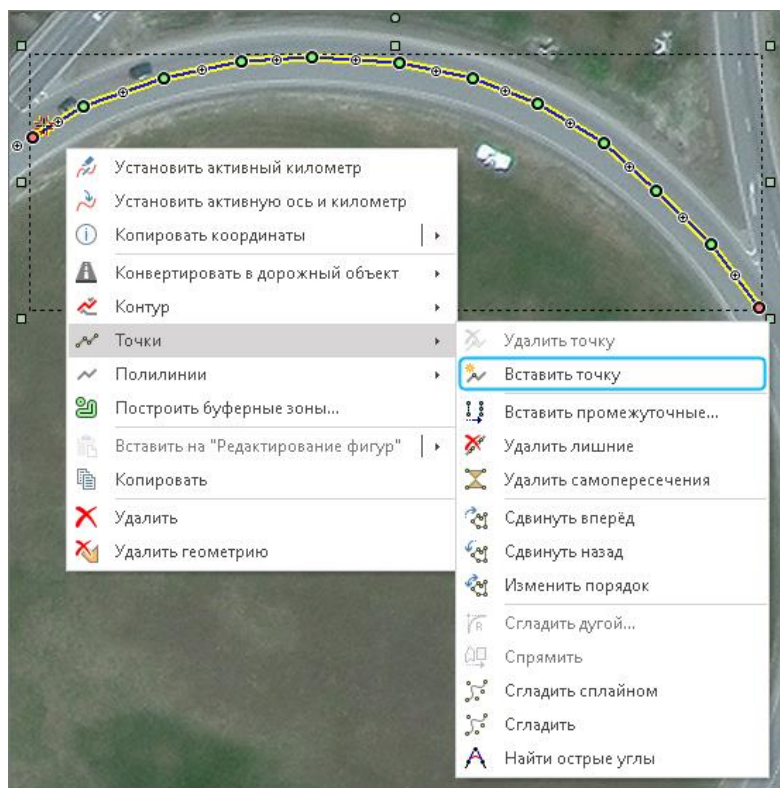 Установить активный километр
Установить активную ось и километр
Копировать координаты
Конвертировать в дорожный объект
Контур
Точки
Полилинии
Построить буферные зоны...
Вставить на "Редактирование фигур"
Копировать
Удалить
Удалить геометрию
Удалить точку
Вставить точку
Вставить промежуточные...
Удалить лишние
Удалить самопересечения
Сдвинуть вперёд
Сдвинуть назад
Изменить порядок
Сгладить дугой...
Спрямить
Сгладить сплайном
Сгладить
Найти острые углы